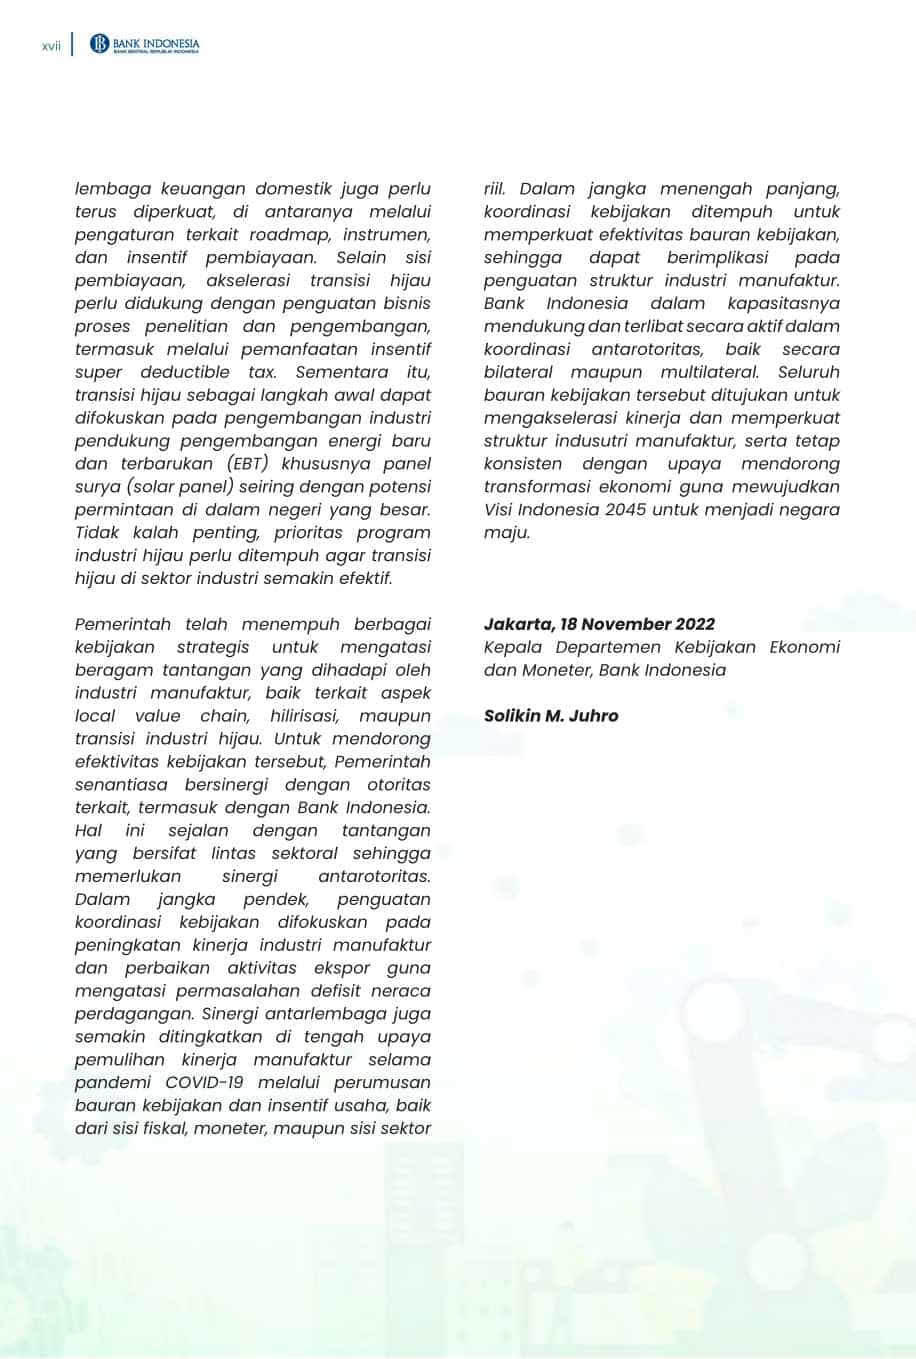 xvii
BANK INDONESIA
BANK SENTRAL REPUBLIK INDONESIA
lembaga keuangan domestik juga perlu
terus diperkuat, di antaranya melalui
pengaturan terkait roadmap, instrumen,
dan insentif pembiayaan. Selain sisi
pembiayaan, akselerasi transisi hijau
perlu didukung dengan penguatan bisnis
proses penelitian dan pengembangan,
termasuk melalui pemanfaatan insentif
super deductible tax. Sementara itu,
transisi hijau sebagai langkah awal dapat
difokuskan pada pengembangan industri
pendukung pengembangan energi baru
dan terbarukan (EBT) khususnya panel
surya (solar panel) seiring dengan potensi
permintaan di dalam negeri yang besar.
Tidak kalah penting, prioritas program
industri hijau perlu ditempuh agar transisi
hijau di sektor industri semakin efektif.
Pemerintah telah menempuh berbagai
kebijakan strategis untuk mengatasi
beragam tantangan yang dihadapi oleh
industri manufaktur, baik terkait aspek
local value chain, hilirisasi, maupun
transisi industri hijau. Untuk mendorong
efektivitas kebijakan tersebut, Pemerintah
senantiasa bersinergi dengan otoritas
terkait, termasuk dengan Bank Indonesia.
Hal ini sejalan dengan tantangan
yang bersifat lintas sektoral sehingga
memerlukan sinergi antarotoritas.
Dalam jangka pendek, penguatan
koordinasi kebijakan difokuskan pada
peningkatan kinerja industri manufaktur
dan perbaikan aktivitas ekspor guna
mengatasi permasalahan defisit neraca
perdagangan. Sinergi antarlembaga juga
semakin ditingkatkan di tengah upaya
pemulihan kinerja manufaktur selama
pandemi COVID-19 melalui perumusan
bauran kebijakan dan insentif usaha, baik
dari sisi fiskal, moneter, maupun sisi sektor
riil. Dalam jangka menengah panjang,
koordinasi kebijakan ditempuh untuk
memperkuat efektivitas bauran kebijakan,
sehingga dapat berimplikasi pada
penguatan struktur industri manufaktur.
Bank Indonesia dalam kapasitasnya
mendukung dan terlibat secara aktif dalam
koordinasi antarotoritas, baik secara
bilateral maupun multilateral. Seluruh
bauran kebijakan tersebut ditujukan untuk
mengakselerasi kinerja dan memperkuat
struktur indusutri manufaktur, serta tetap
konsisten dengan upaya mendorong
transformasi ekonomi guna mewujudkan
Visi Indonesia 2045 untuk menjadi negara
maju.
Jakarta, 18 November 2022
Kepala Departemen Kebijakan Ekonomi
dan Moneter, Bank Indonesia
Solikin M. Juhro